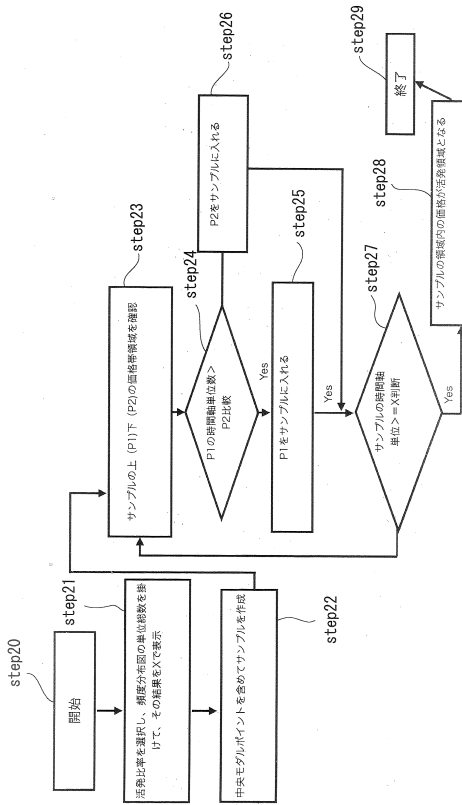 step20
開始
step21
活発比率を選択し、頻度分布図の単位総数を掛
けて、その結果をXで表示
step22
中央モダルポイントを含めてサンプルを作成
step23
サンプルの上（P1)下（P2)の価格帯領域を確認
step24
P1の時間軸単位数>
P2比較
Yes
step25
P1をサンプルに入れる
step26
P2をサンプルに入れる
Yes
step27
サンプルの時間軸
単位>=X判断
Yes
step28
サンプルの領域内の価格が活発領域となる
step29
終了